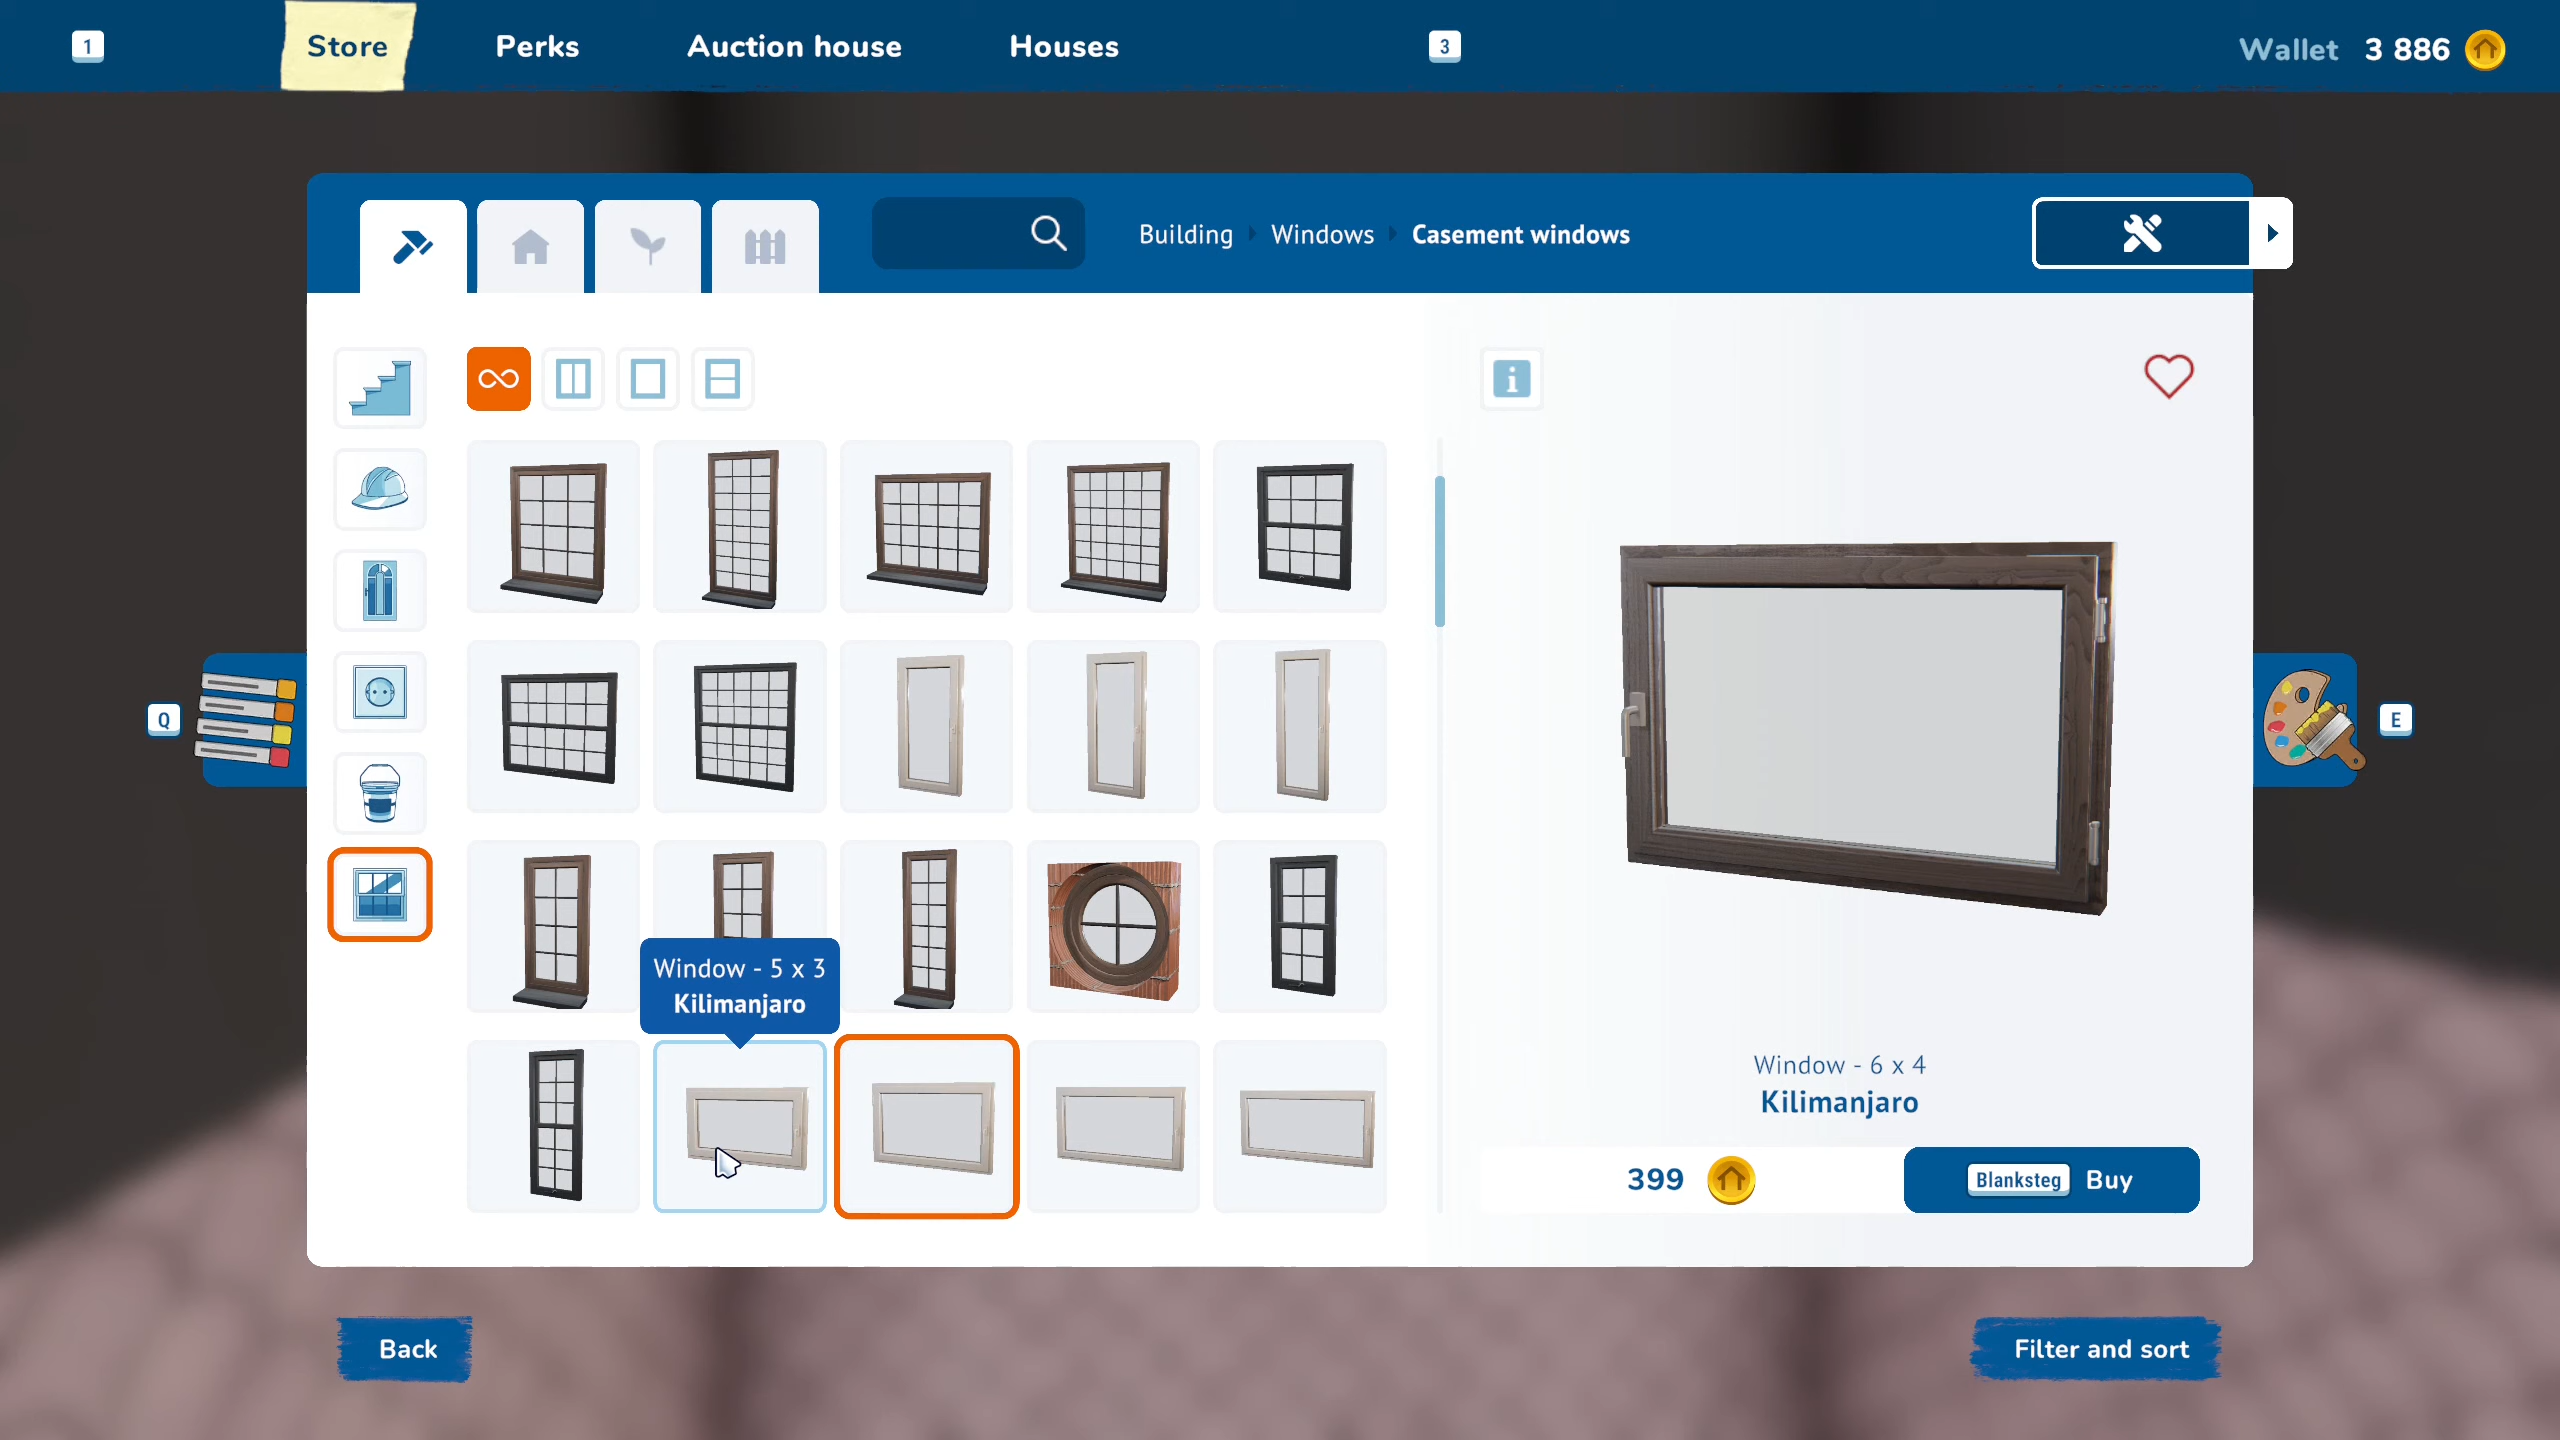 1
Store
Perks
Auction house
Houses
3
Wallet 3 886
Building
Windows
Casement windows
i
Q
E
Window - 5 x 3
Kilimanjaro
Window - 6 x 4
Kilimanjaro
399
Blanksteg Buy
Back
Filter and sort